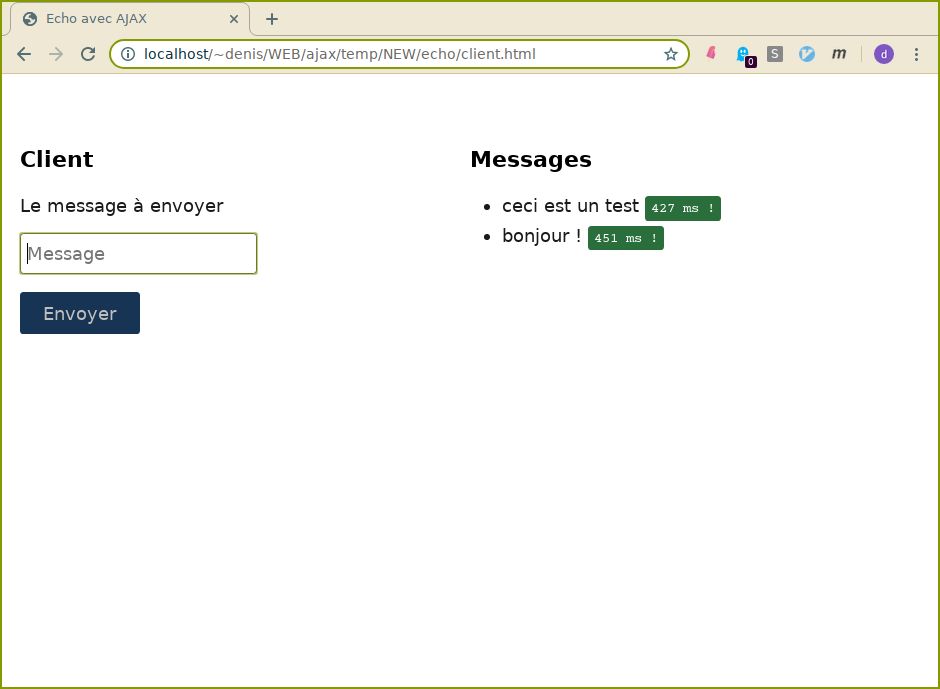 Echo avec AJAX
localhost/~denis/WEB/ajax/temp/NEW/echo/client.html
0
S
m
d
Client
Le message à envoyer
Message
Envoyer
Messages
ceci est un test 427 ms !
bonjour ! 451 ms !